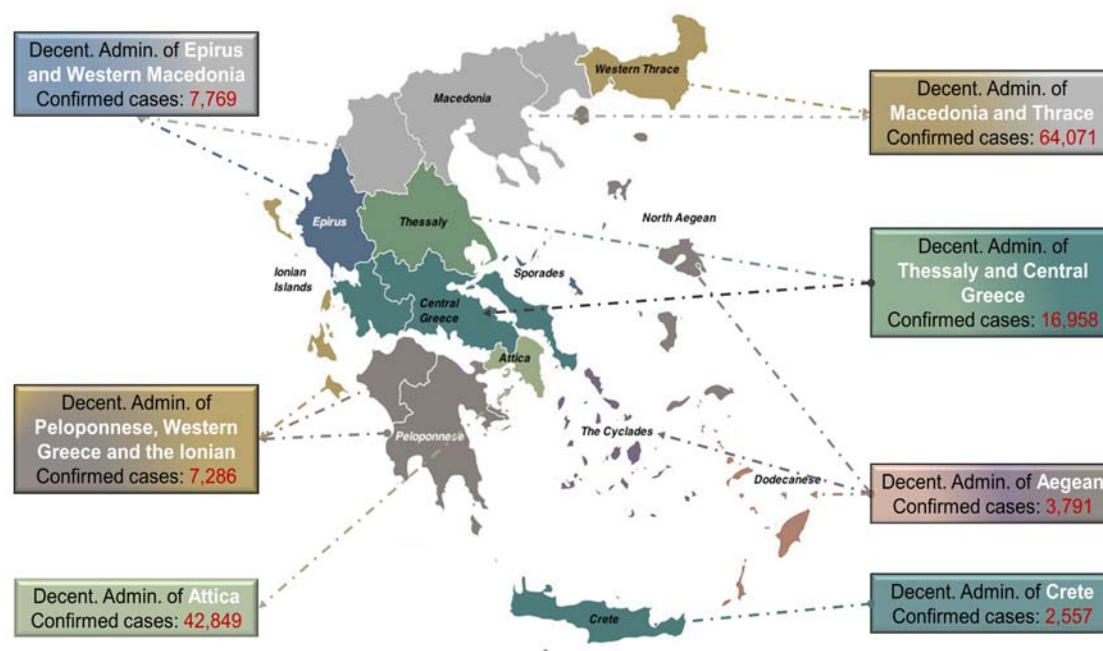 Decent. Admin. of Epirus
and Western Macedonia
Confirmed cases: 7,769
Western Thrace
Macedonia
Decent. Admin. of
Macedonia and Thrace
Confirmed cases: 64,071
Epirus
Thessaly
North Aegean
Ionian
Islands
Sporades
Central
Greece
Decent. Admin. of
Thessaly and Central
Greece
Confirmed cases: 16,958
Attica
Decent. Admin. of
Peloponnese, Western
Greece and the Ionian
Confirmed cases: 7,286
Peloponnese
The Cyclades
Dodecanese
Decent. Admin. of Aegean
Confirmed cases: 3,791
Decent. Admin. of Attica
Confirmed cases: 42,849
Crete
Decent. Admin. of Crete
Confirmed cases: 2,557